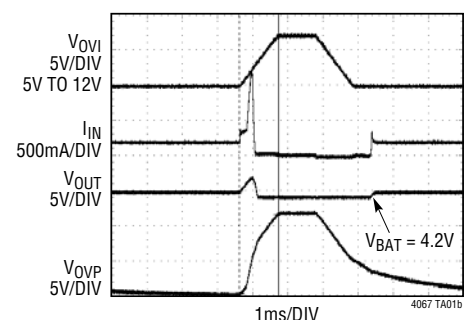 VOVI
5V/DIV
5V TO 12V
IIN
500mA/DIV
VOUT
5V/DIV
VBAT = 4.2V
VOVP
5V/DIV
4067 TA01b
1ms/DIV